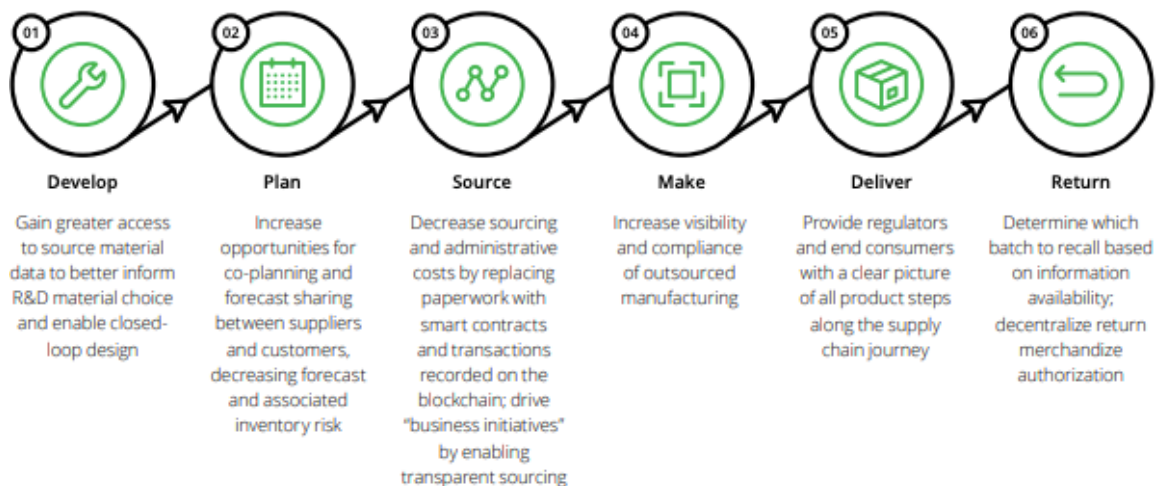 01
02
03
04
05
06
Develop
Gain greater access
to source material
data to better inform
R&D material choice
and enable closed-
loop design
Plan
Increase
opportunities for
co-planning and
forecast sharing
between suppliers
and customers,
decreasing forecast
and associated
inventory risk
Source
Decrease sourcing
and administrative
costs by replacing
paperwork with
smart contracts
and transactions
recorded on the
blockchain; drive
“business initiatives”
by enabling
transparent sourcing
Make
Increase visibility
and compliance
of outsourced
manufacturing
Deliver
Provide regulators
and end consumers
with a clear picture
of all product steps
along the supply
chain journey
Return
Determine which
batch to recall based
on information
availability;
decentralize return
merchandize
authorization